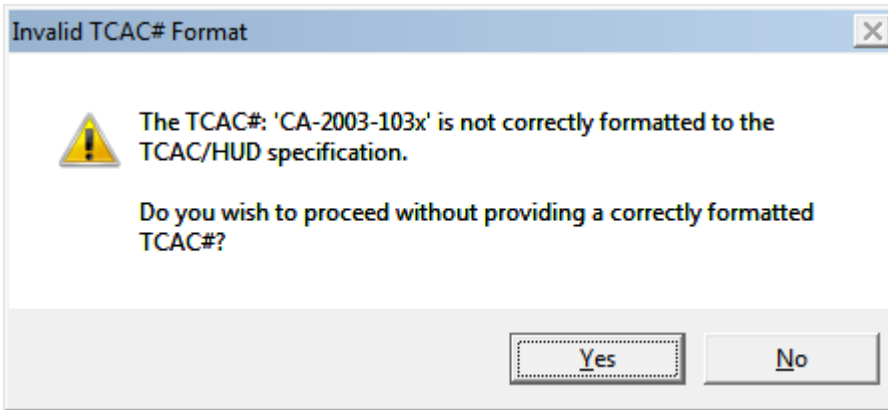 Invalid TCAC# Format
The TCAC#: 'CA-2003-103x' is not correctly formatted to the
TCAC/HUD specification.
Do you wish to proceed without providing a correctly formatted
TCAC#?
Yes
No